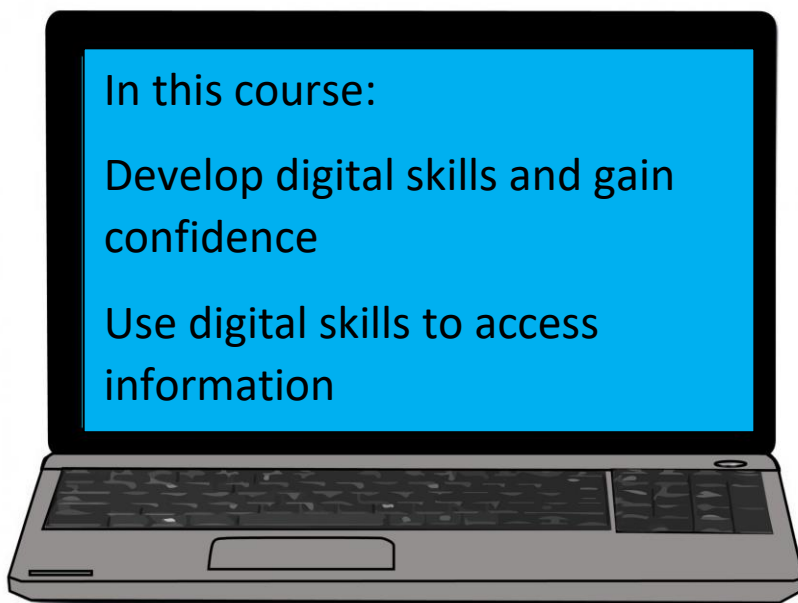 In this course:
Develop digital skills and gain
confidence
Use digital skills to access
information